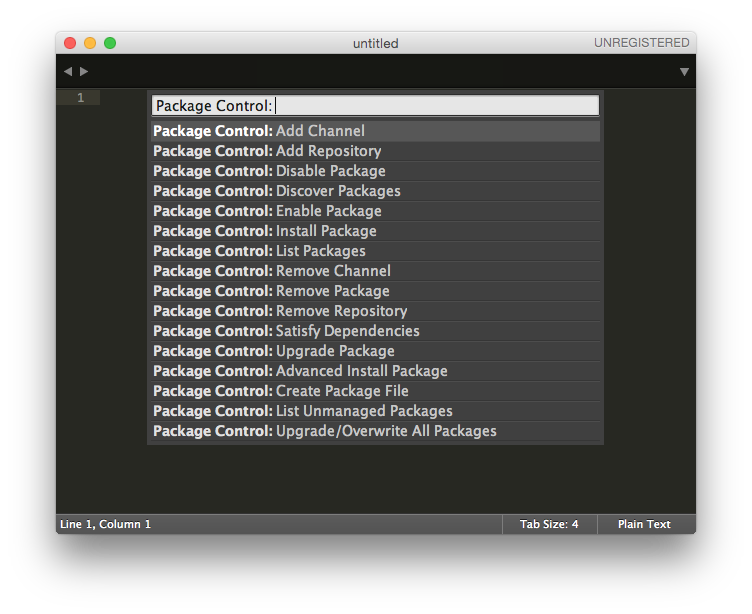 untitled
UNREGISTERED
1
Package Control:
Package Control: Add Channel
Package Control: Add Repository
Package Control: Disable Package
Package Control: Discover Packages
Package Control: Enable Package
Package Control: Install Package
Package Control: List Packages
Package Control: Remove Channel
Package Control: Remove Package
Package Control: Remove Repository
Package Control: Satisfy Dependencies
Package Control: Upgrade Package
Package Control: Advanced Install Package
Package Control: Create Package File
Package Control: List Unmanaged Packages
Package Control: Upgrade/Overwrite All Packages
Line 1, Column 1
Tab Size: 4
Plain Text